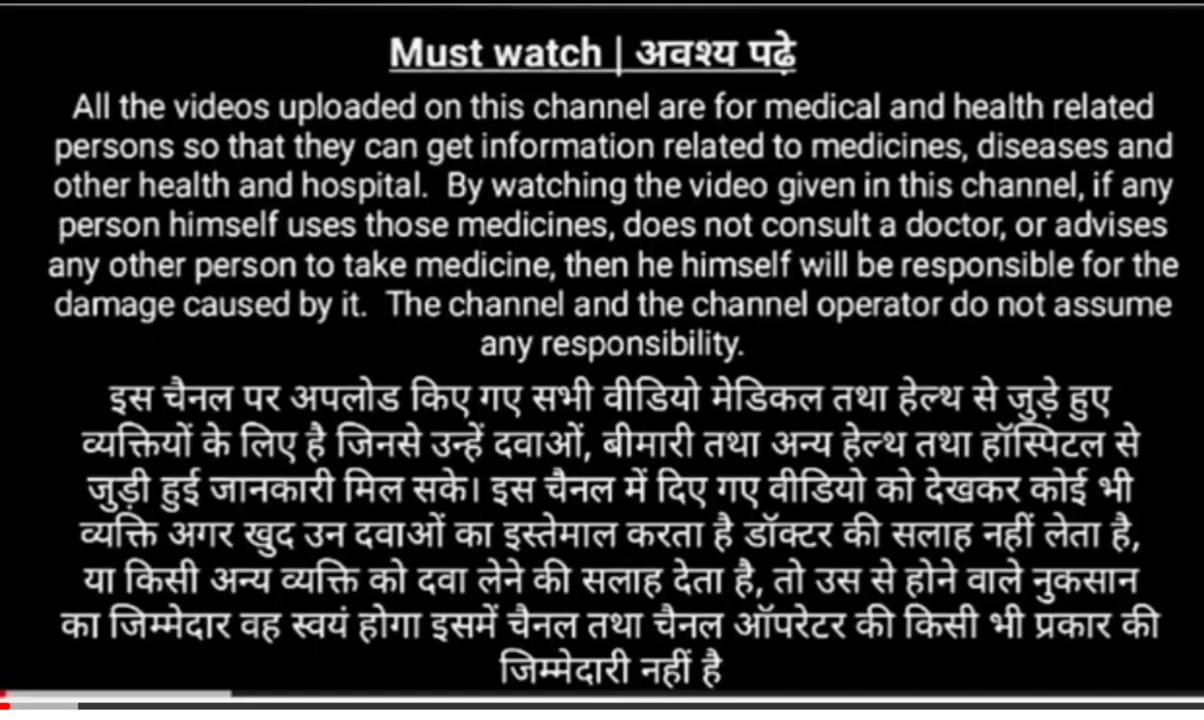 Must watch | अवश्य पढ़े
All the videos uploaded on this channel are for medical and health related
persons so that they can get information related to medicines, diseases and
other health and hospital. By watching the video given in this channel, if any
person himself uses those medicines, does not consult a doctor, or advises
any other person to take medicine, then he himself will be responsible for the
damage caused by it. The channel and the channel operator do not assume
any responsibility.
इस चैनल पर अपलोड किए गए सभी वीडियो मेडिकल तथा हेल्थ से जुड़े हुए
व्यक्तियों के लिए है जिनसे उन्हें दवाओं, बीमारी तथा अन्य हेल्थ तथा हॉस्पिटल से
जुड़ी हुई जानकारी मिल सके। इस चैनल में दिए गए वीडियो को देखकर कोई भी
व्यक्ति अगर खुद उन दवाओं का इस्तेमाल करता है डॉक्टर की सलाह नहीं लेता है,
या किसी अन्य व्यक्ति को दवा लेने की सलाह देता है, तो उस से होने वाले नुकसान
का जिम्मेदार वह स्वयं होगा इसमें चैनल तथा चैनल ऑपरेटर की किसी भी प्रकार की
जिम्मेदारी नहीं है